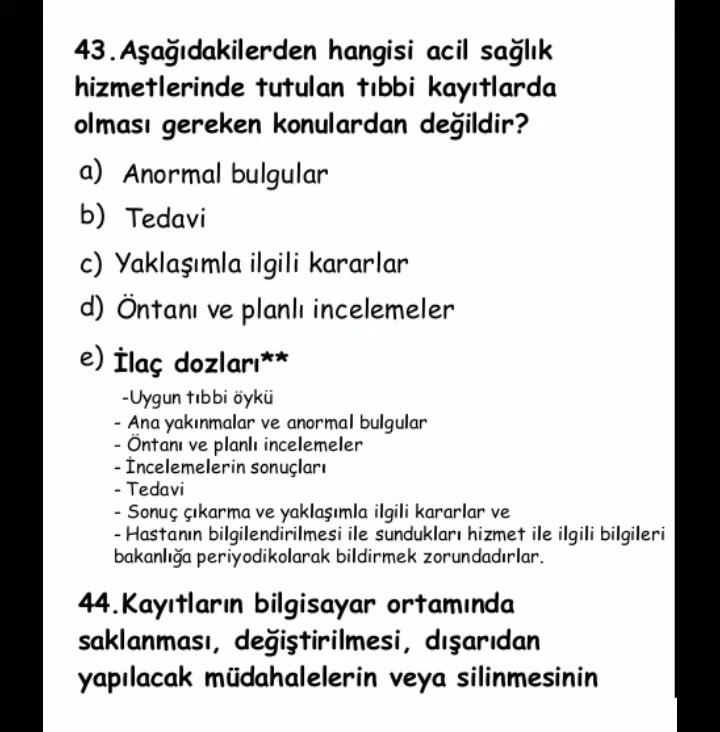 43.Aşağıdakilerden hangisi acil sağlık
hizmetlerinde tutulan tıbbi kayıtlarda
olması gereken konulardan değildir?
a) Anormal bulgular
b) Tedavi
c) Yaklaşımla ilgili kararlar
d) Öntanı ve planlı incelemeler
e) İlaç dozları**
-Uygun tıbbi öykü
- Ana yakınmalar ve anormal bulgular
- Öntanı ve planlı incelemeler
- İncelemelerin sonuçları
- Tedavi
- Sonuç çıkarma ve yaklaşımla ilgili kararlar ve
- Hastanın bilgilendirilmesi ile sundukları hizmet ile ilgili bilgileri
bakanlığa periyodikolarak bildirmek zorundadırlar.
44.Kayıtların bilgisayar ortamında
saklanması, değiştirilmesi, dışarıdan
yapılacak müdahalelerin veya silinmesinin